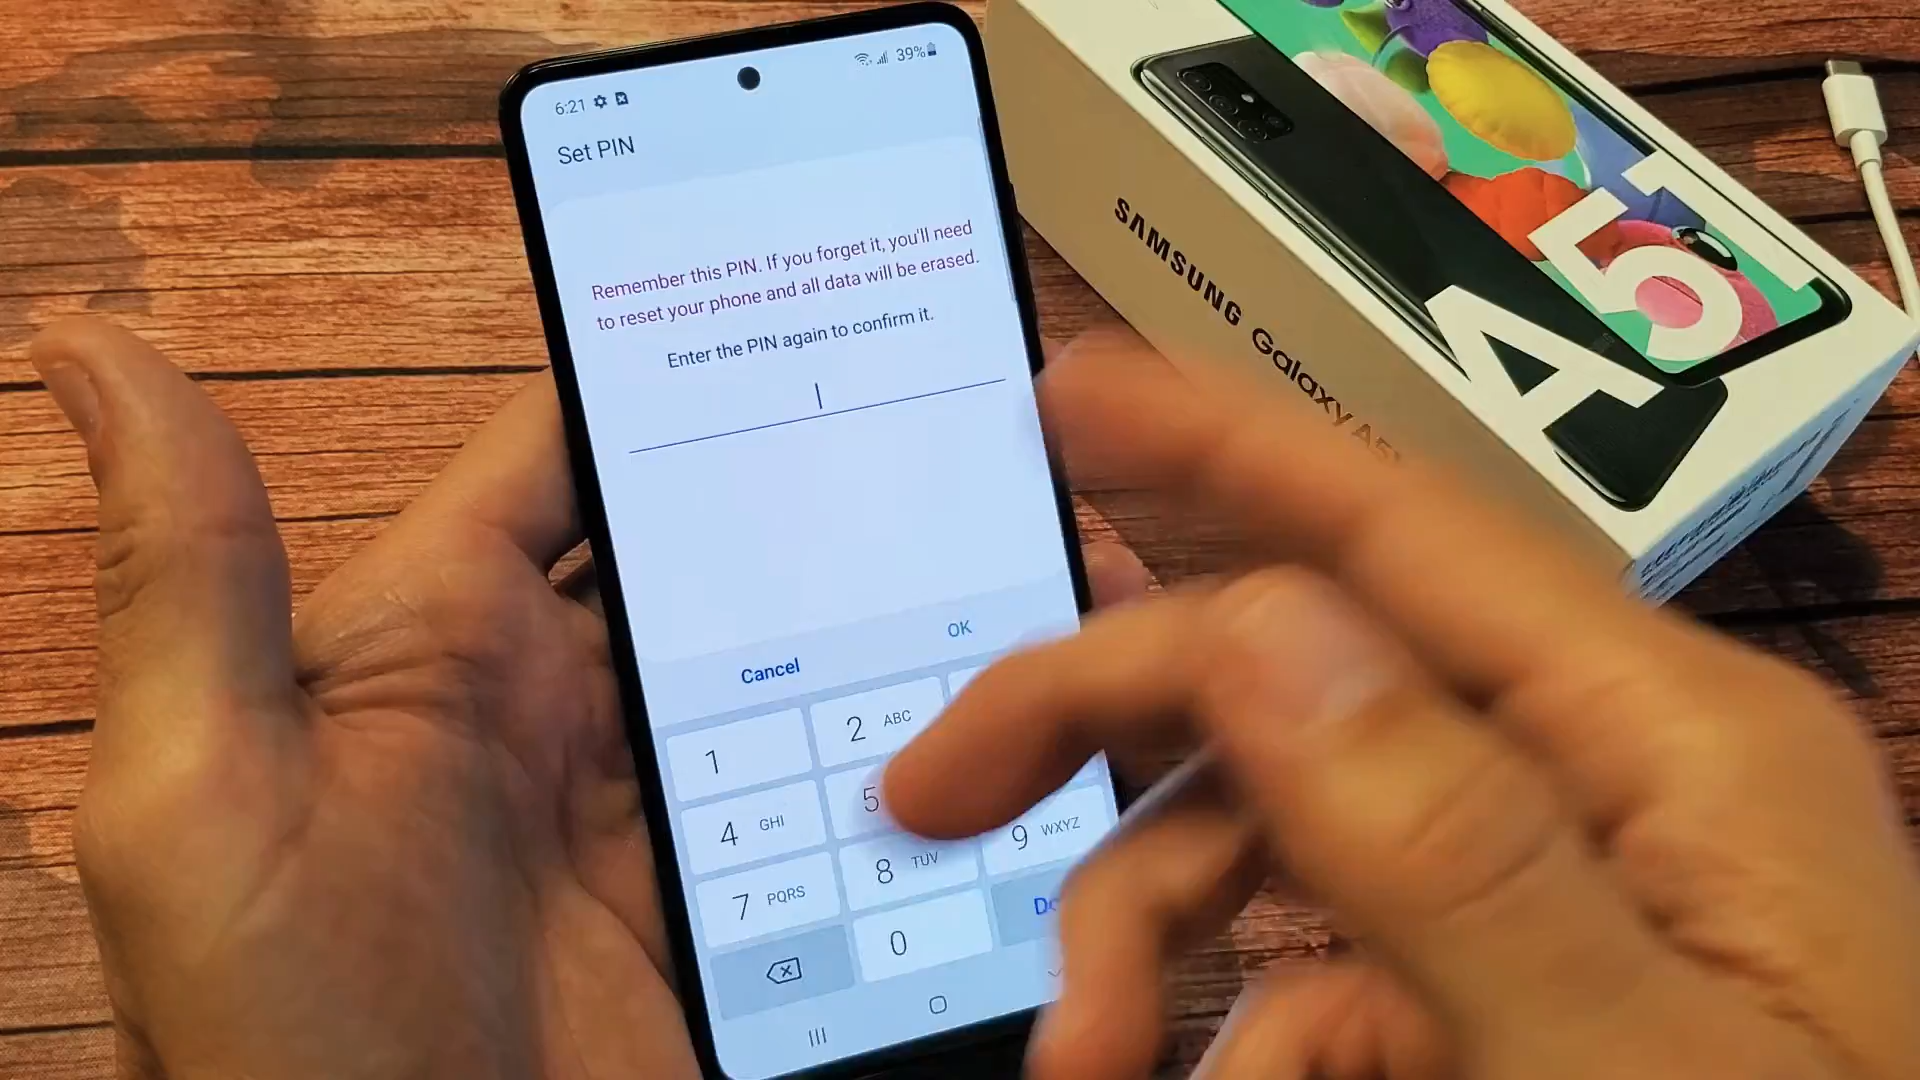 6:21
39%
Set PIN
Remember this PIN. If you forget it, you'll need
to reset your phone and all data will be erased.
Enter the PIN again to confirm it.
Cancel
OK
1
2 ABC
4 GHI
5
7 PQRS
8 TUV
9 WXYZ
0
SAMSUNG Galaxy A51
A51